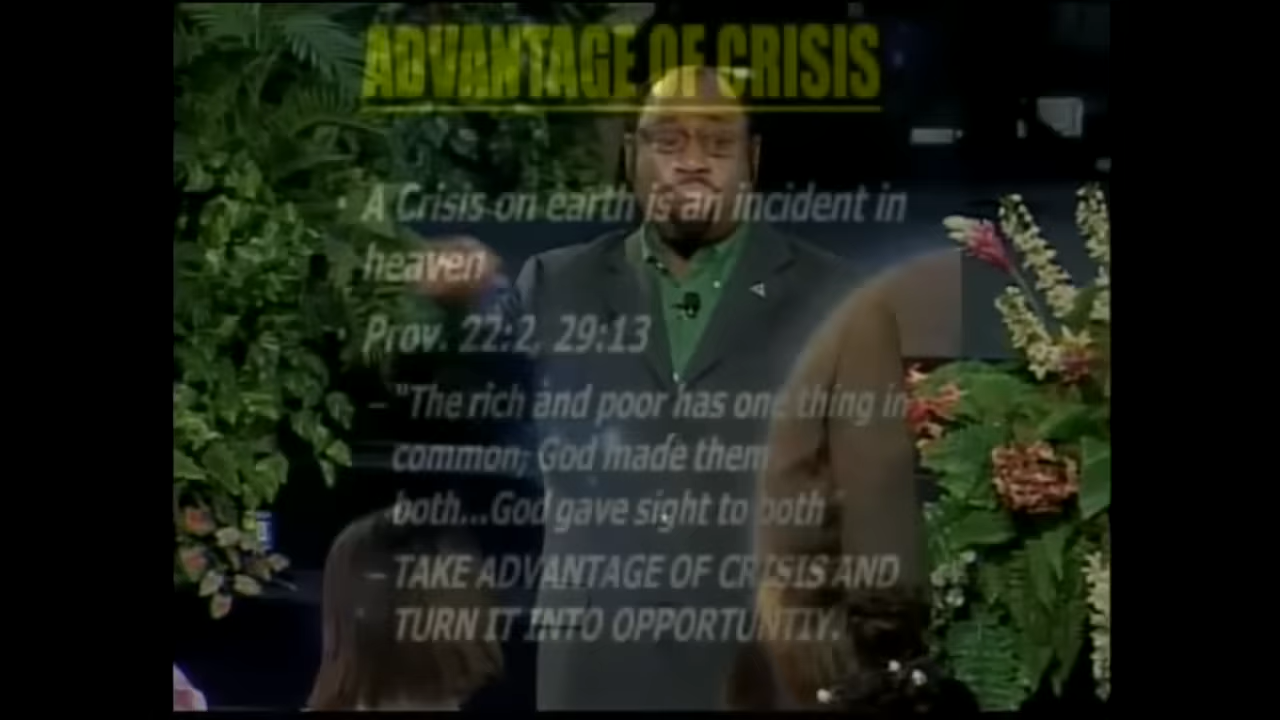 ADVANTAGE OF CRISIS
• A Crisis on earth is an incident in
heaven
• Prov. 22:2, 29:13
– "The rich and poor has one thing in
common, God made them
both...God gave sight to both"
– TAKE ADVANTAGE OF CRISIS AND
TURN IT INTO OPPORTUNTIY.